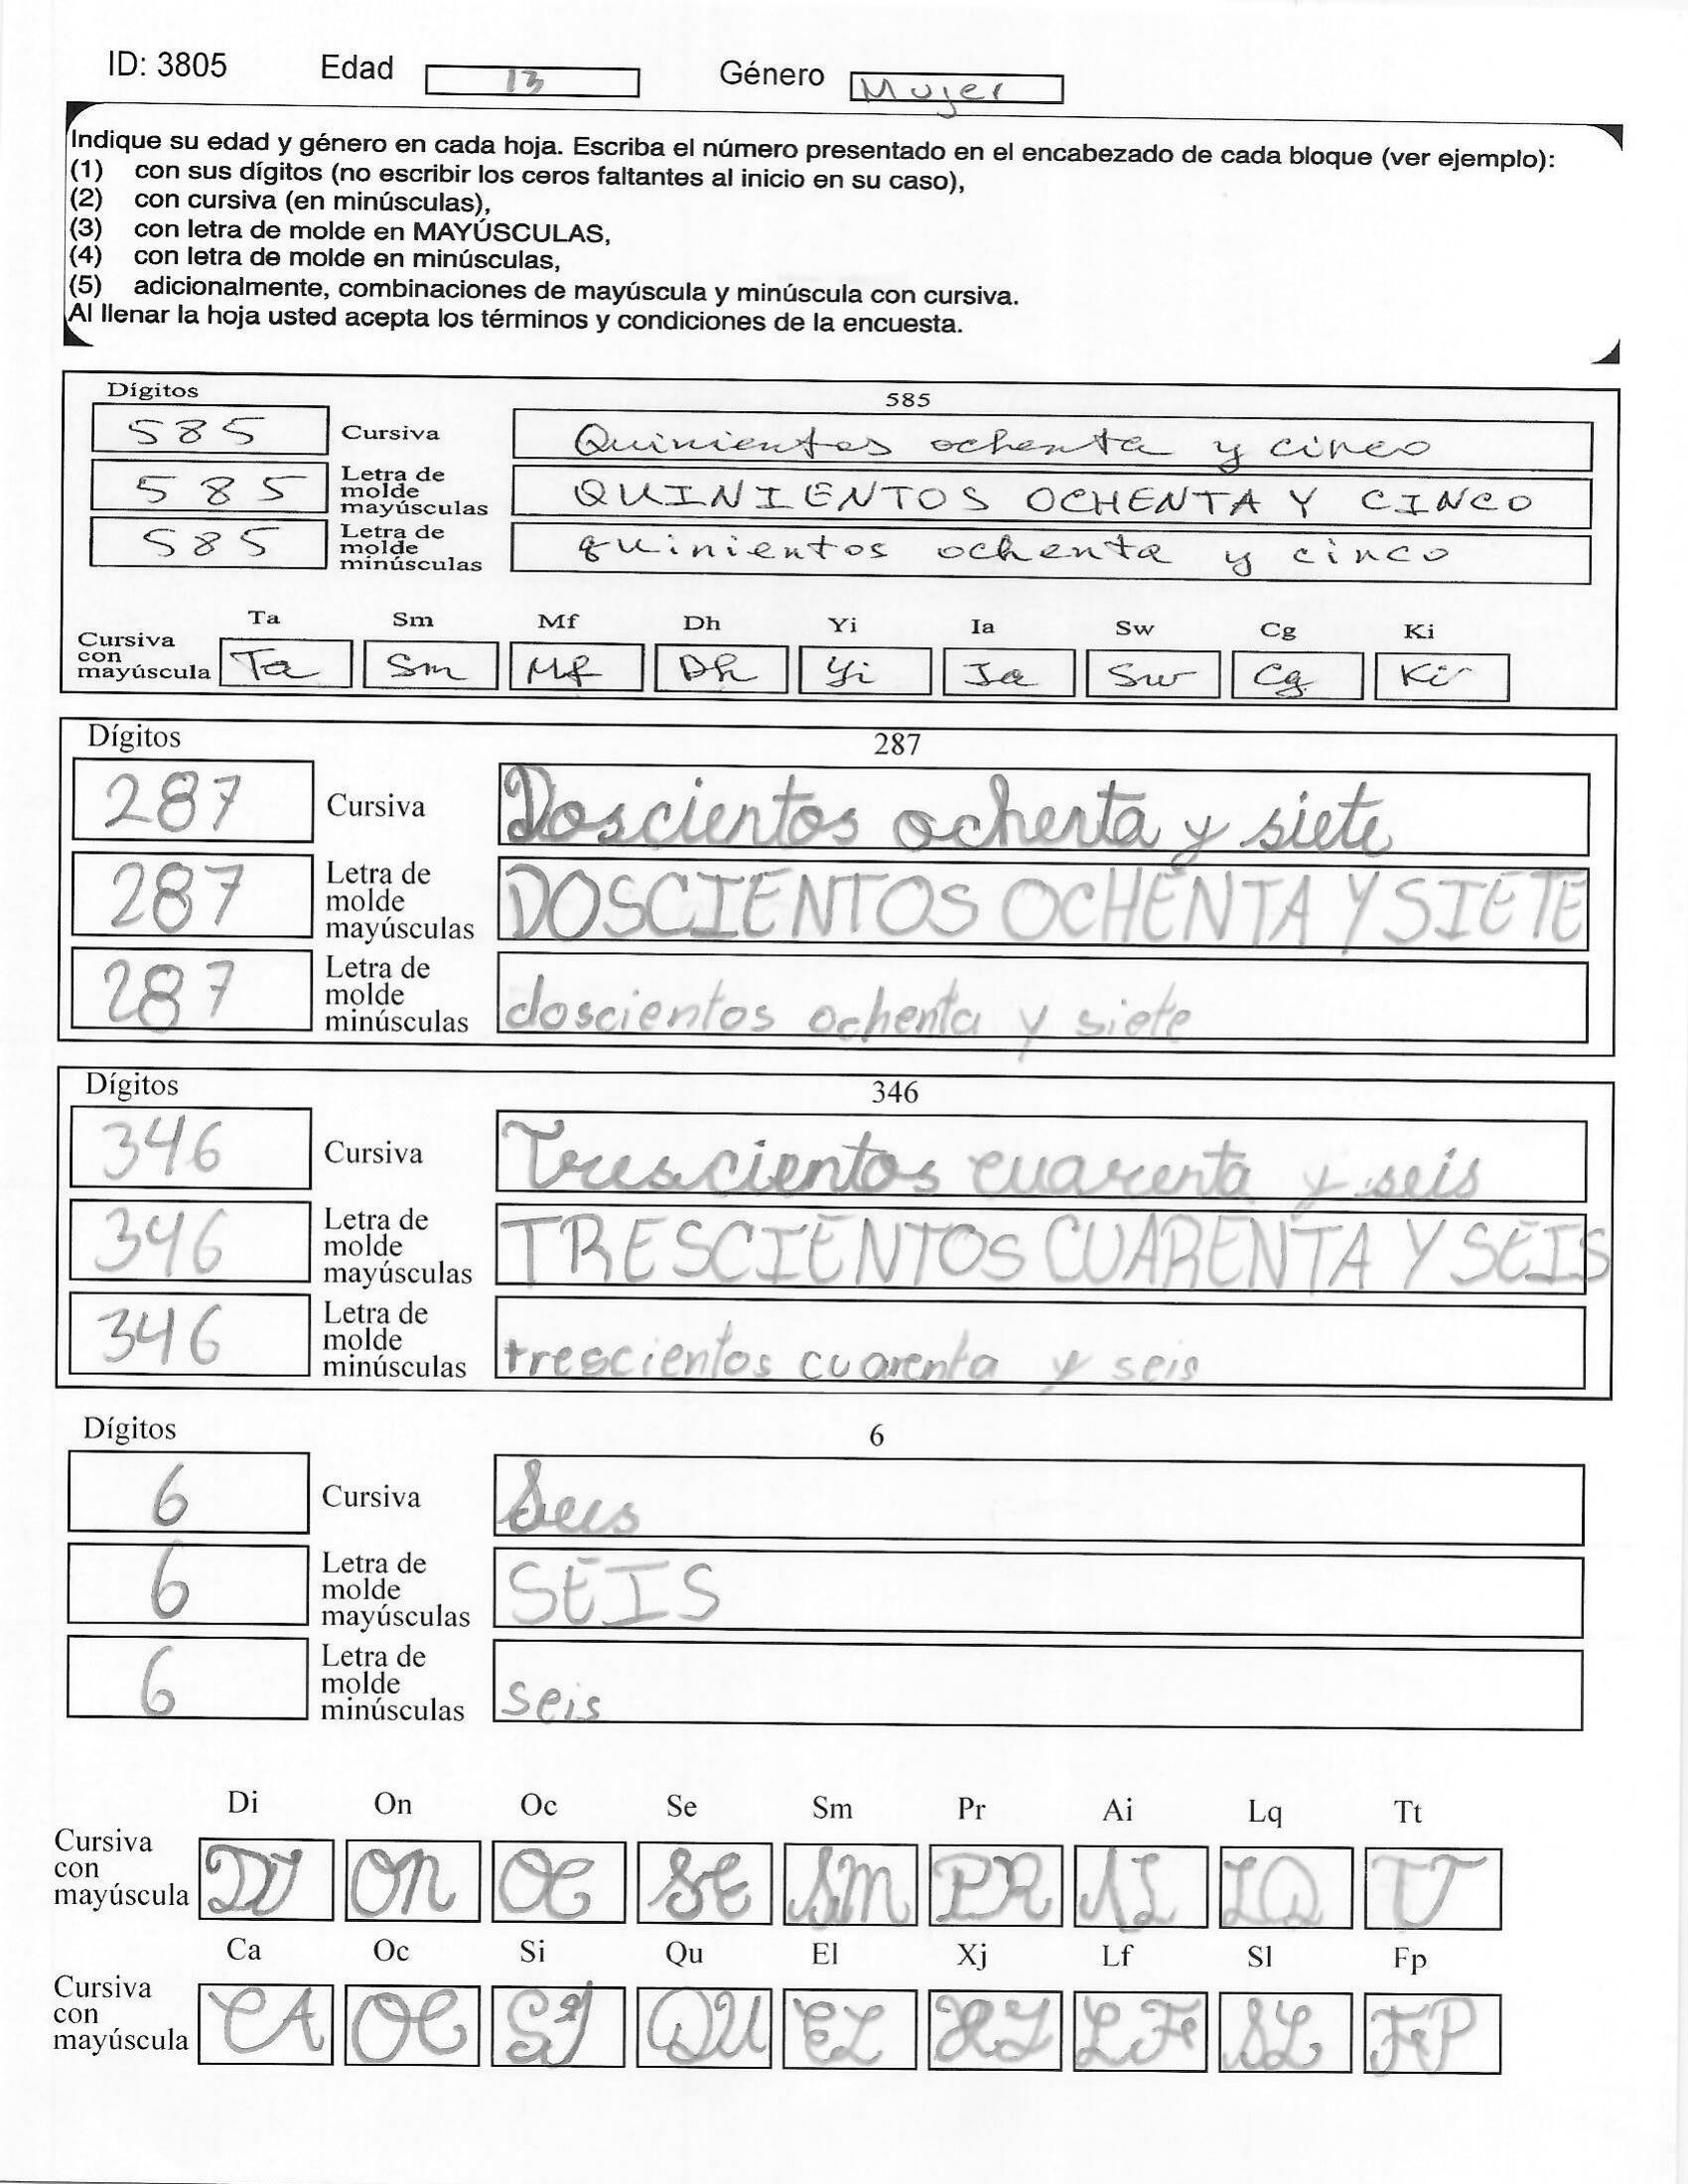 ID: 3805 Edad 13 Género Mujer
Indique su edad y género en cada hoja. Escriba el número presentado en el encabezado de cada bloque (ver ejemplo):
(1) con sus dígitos (no escribir los ceros faltantes al inicio en su caso),
(2) con cursiva (en minúsculas),
(3) con letra de molde en MAYÚSCULAS,
(4) con letra de molde en minúsculas,
(5) adicionalmente, combinaciones de mayúscula y minúscula con cursiva.
Al llenar la hoja usted acepta los términos y condiciones de la encuesta.
Dígitos 585
585 Cursiva Quinientos ochenta y cinco
585 Letra de molde mayúsculas QUINIENTOS OCHENTA Y CINCO
585 Letra de molde minúsculas quinientos ochenta y cinco
Ta Sm Mf Dh Yi Ia Sw Cg Ki
Cursiva con mayúscula Ta Sm Mf Dh Yi Ia Sw Cg Ki
Dígitos 287
287 Cursiva Doscientos ochenta y siete
287 Letra de molde mayúsculas DOSCIENTOS OCHENTA Y SIETE
287 Letra de molde minúsculas doscientos ochenta y siete
Dígitos 346
346 Cursiva Trescientos cuarenta y seis
346 Letra de molde mayúsculas TRESCIENTOS CUARENTA Y SEIS
346 Letra de molde minúsculas trescientos cuarenta y seis
Dígitos 6
6 Cursiva Seis
6 Letra de molde mayúsculas SEIS
6 Letra de molde minúsculas seis
Di On Oc Se Sm Pr Ai Lq Tt
Cursiva con mayúscula DI ON OC SE SM PR AI LQ TT
Ca Oc Si Qu El Xj Lf Sl Fp
Cursiva con mayúscula CA OC SI QU EL XJ LF SL FP